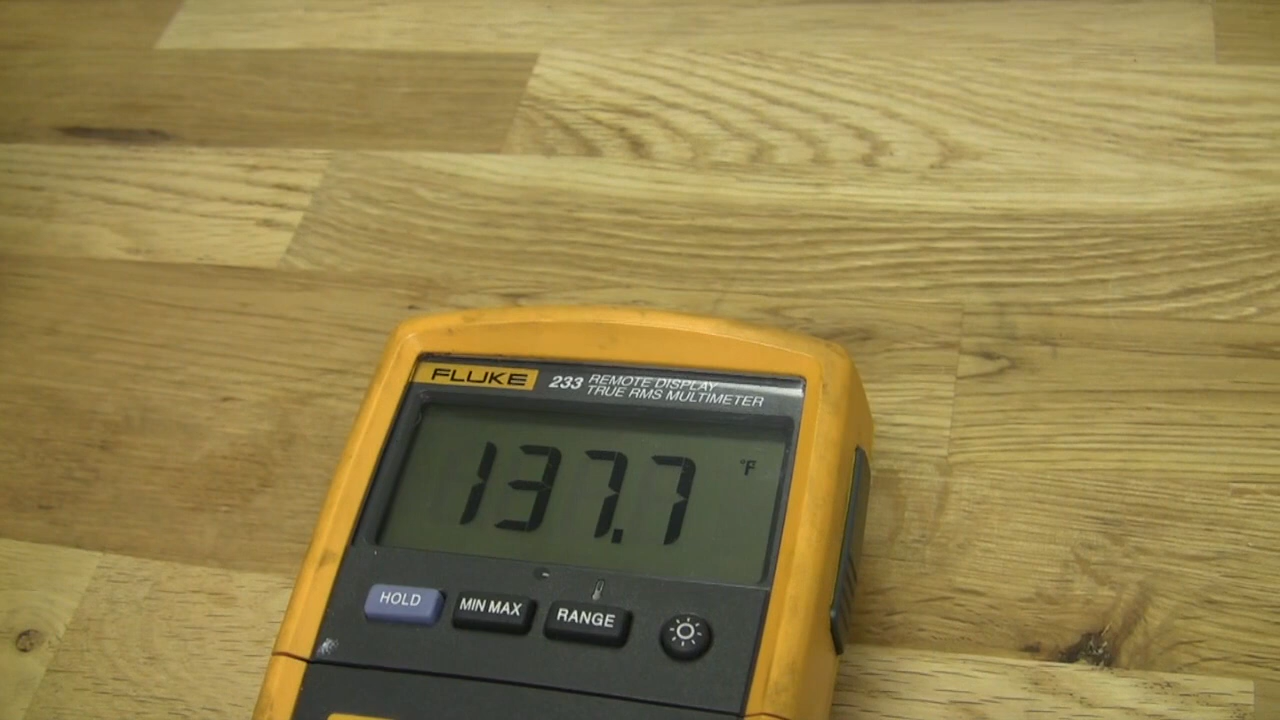 FLUKE 233 REMOTE DISPLAY
TRUE RMS MULTIMETER
137.7 °F
HOLD MIN MAX RANGE